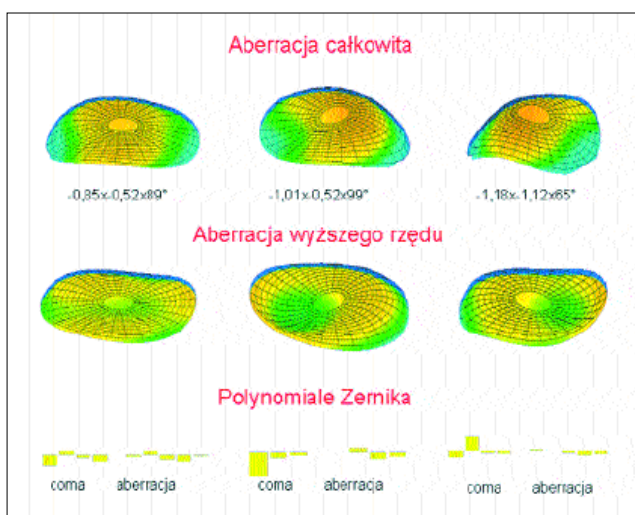 Aberracja całkowita
-0,85x-0,52x89° -1,01x-0,52x99° -1,18x-1,12x65°
Aberracja wyższego rzędu
Polynomiale Zernika
coma aberracja coma aberracja coma aberracja